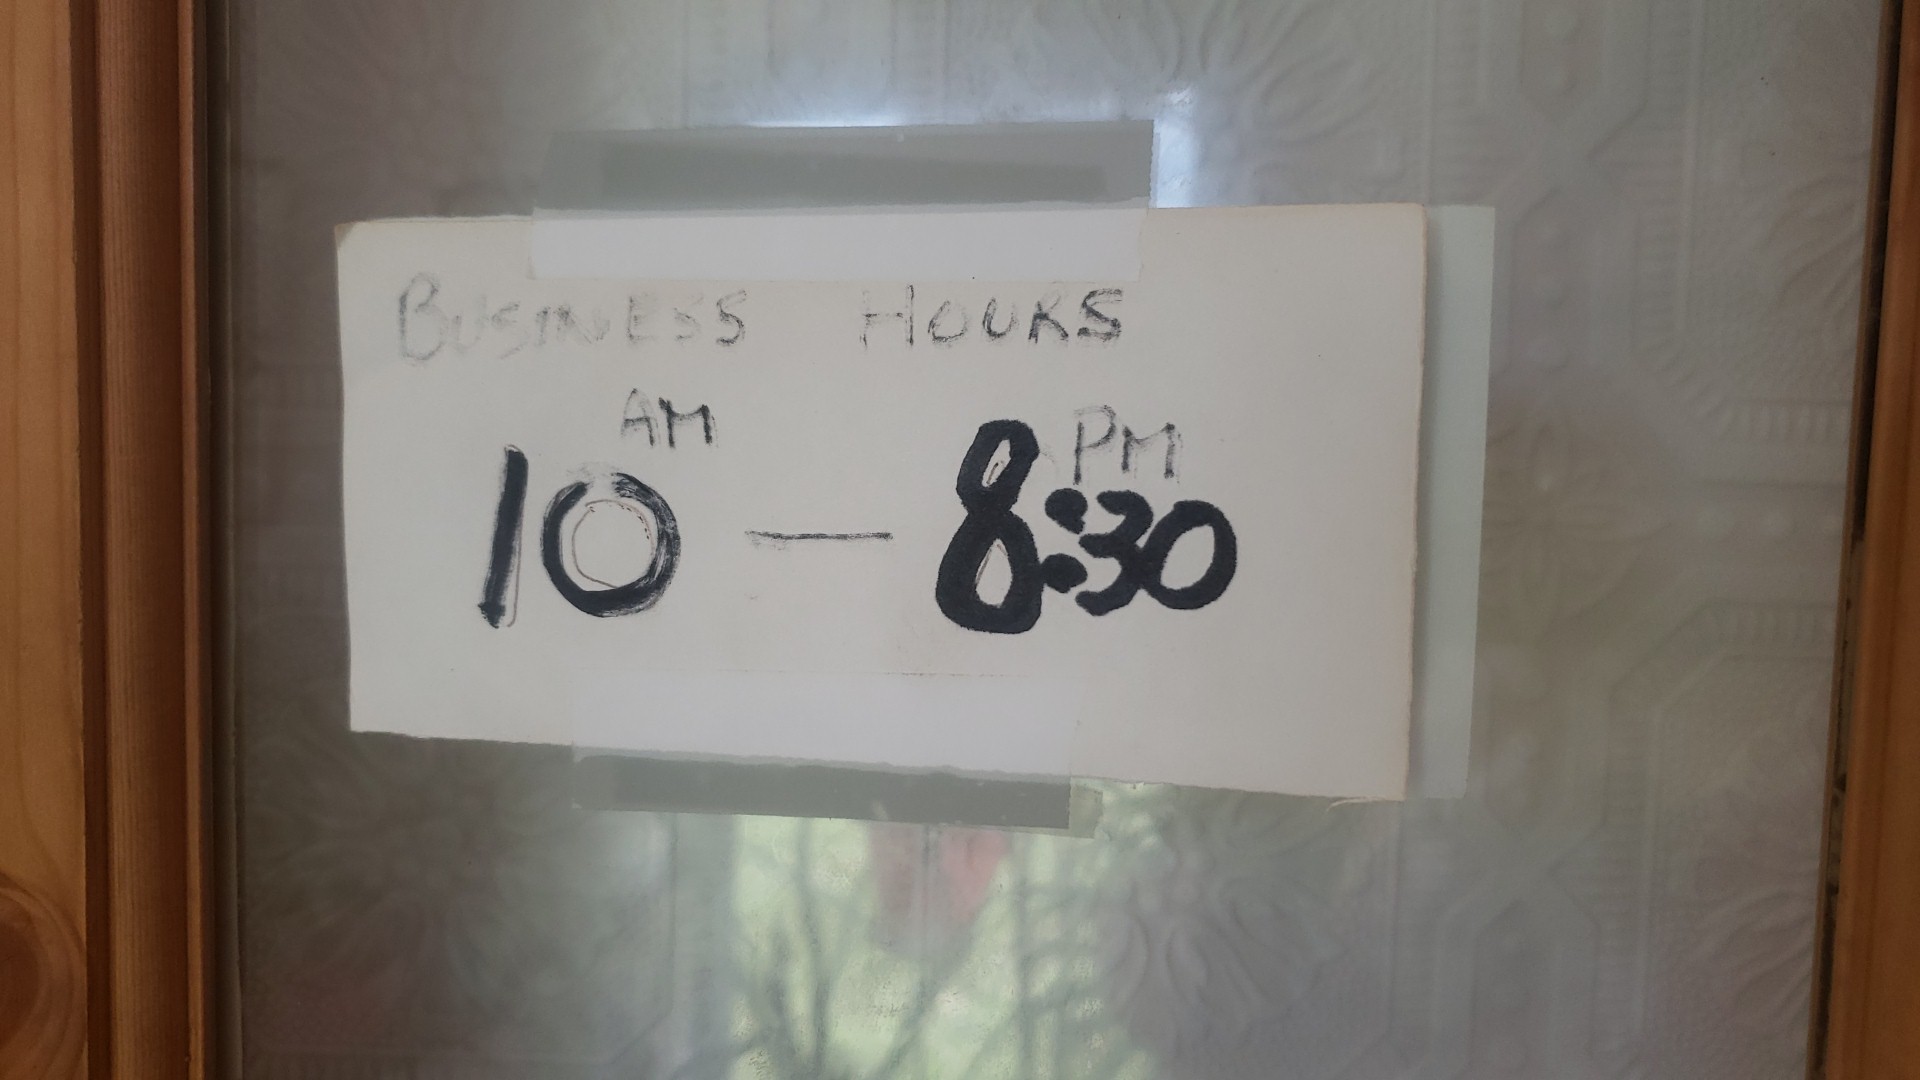 BUSINESS HOURS
AM PM
10 — 8:30